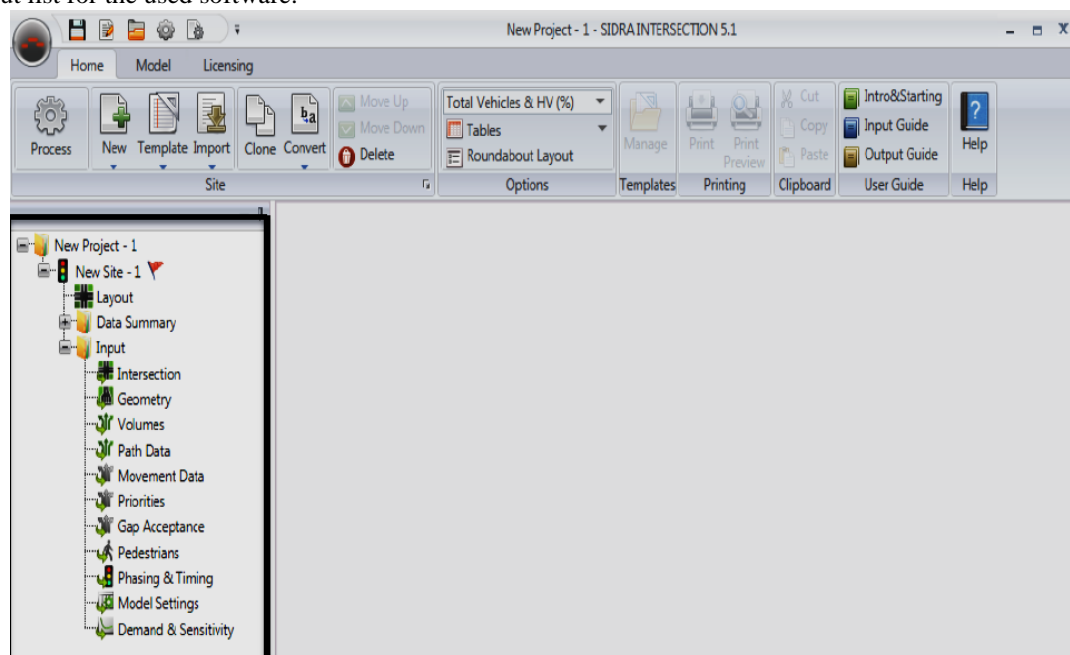 ut list for the used software.
New Project - 1 - SIDRA INTERSECTION 5.1
Home Model Licensing
Process
New
Template
Import
Clone
Convert
Move Up
Move Down
Delete
Site
Total Vehicles & HV (%)
Tables
Roundabout Layout
Options
Manage
Templates
Print
Print Preview
Printing
Cut
Copy
Paste
Clipboard
Intro&Starting
Input Guide
Output Guide
User Guide
Help
Help
New Project - 1
New Site - 1
Layout
Data Summary
Input
Intersection
Geometry
Volumes
Path Data
Movement Data
Priorities
Gap Acceptance
Pedestrians
Phasing & Timing
Model Settings
Demand & Sensitivity